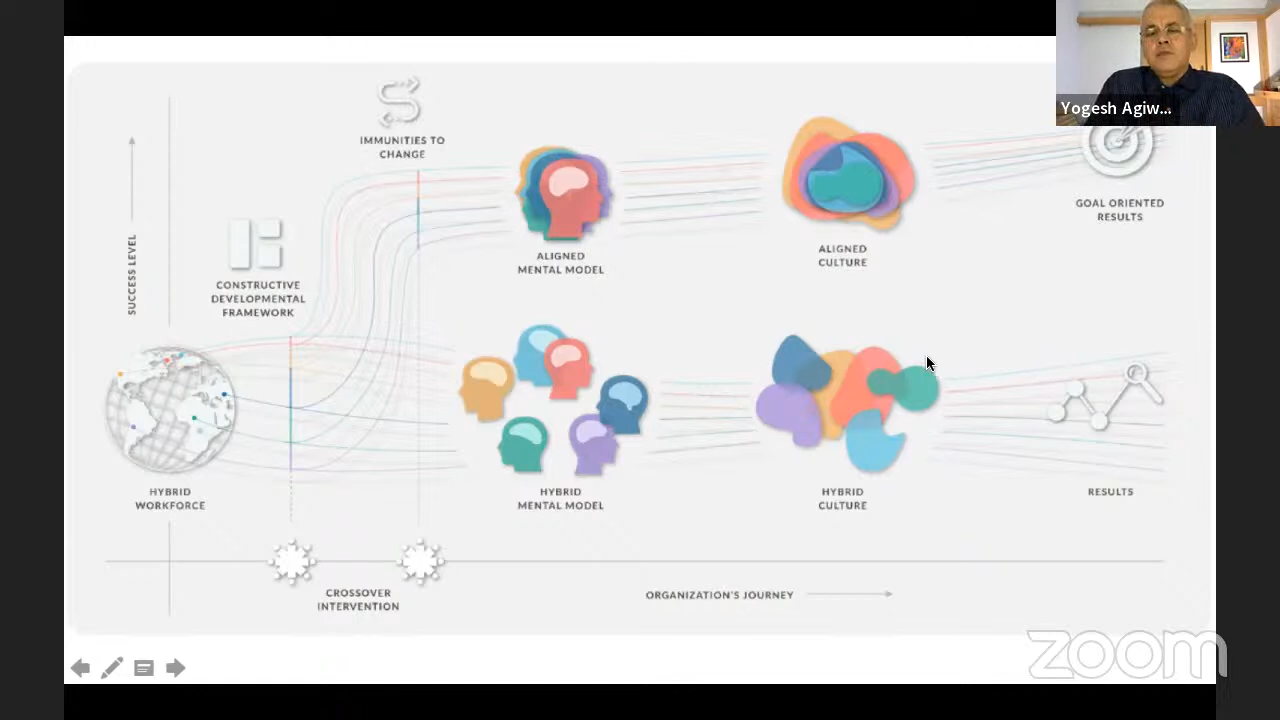 Yogesh Agiw...
IMMUNITIES TO
CHANGE
SUCCESS LEVEL
CONSTRUCTIVE
DEVELOPMENTAL
FRAMEWORK
ALIGNED
MENTAL MODEL
ALIGNED
CULTURE
GOAL ORIENTED
RESULTS
HYBRID
WORKFORCE
HYBRID
MENTAL MODEL
HYBRID
CULTURE
RESULTS
CROSSOVER
INTERVENTION
ORGANIZATION'S JOURNEY
zoom